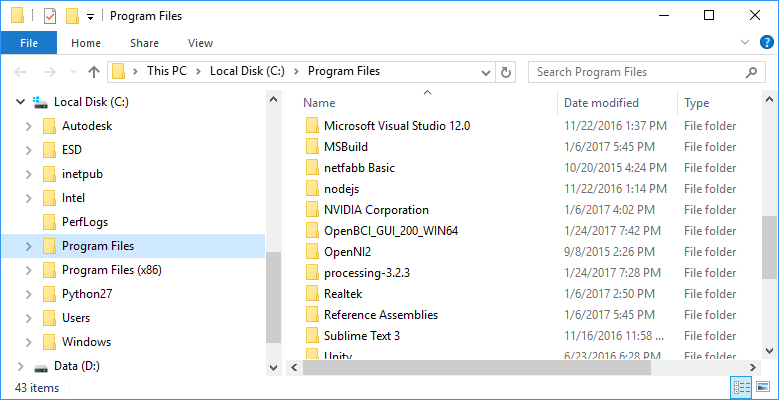 Program Files
File Home Share View
This PC > Local Disk (C:) > Program Files
Search Program Files
Local Disk (C:)
Autodesk
ESD
inetpub
Intel
PerfLogs
Program Files
Program Files (x86)
Python27
Users
Windows
Data (D:)
Name Date modified Type
Microsoft Visual Studio 12.0 11/22/2016 1:37 PM File folder
MSBuild 1/6/2017 5:45 PM File folder
netfabb Basic 10/20/2015 4:24 PM File folder
nodejs 11/22/2016 1:14 PM File folder
NVIDIA Corporation 1/6/2017 4:02 PM File folder
OpenBCI_GUI_200_WIN64 1/24/2017 7:42 PM File folder
OpenNI2 9/8/2015 2:26 PM File folder
processing-3.2.3 1/24/2017 7:28 PM File folder
Realtek 1/6/2017 2:50 PM File folder
Reference Assemblies 1/6/2017 5:45 PM File folder
Sublime Text 3 11/16/2016 11:58 ... File folder
Unity 6/23/2016 6:28 PM File folder
43 items